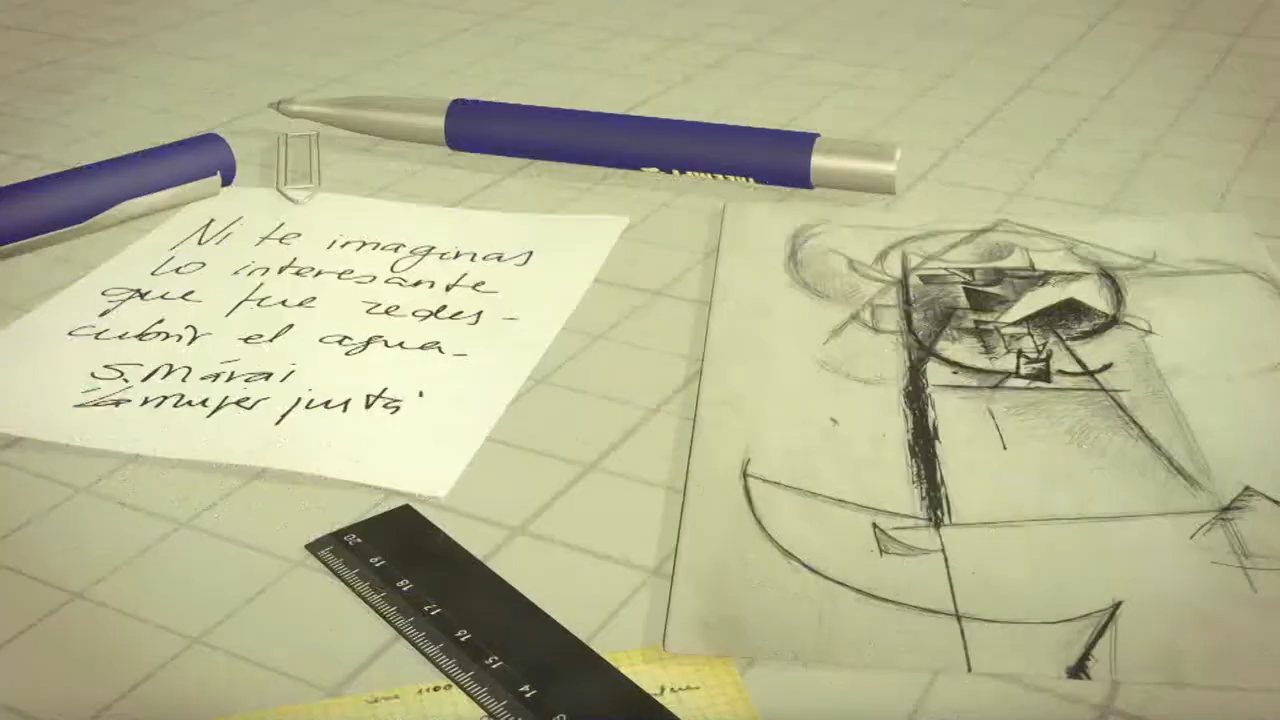 Ni te imaginas
lo interesante
que fue redes-
cubrir el agua.
S. Márai
La mujer justa
20 19 18 17 16 15 14
1100